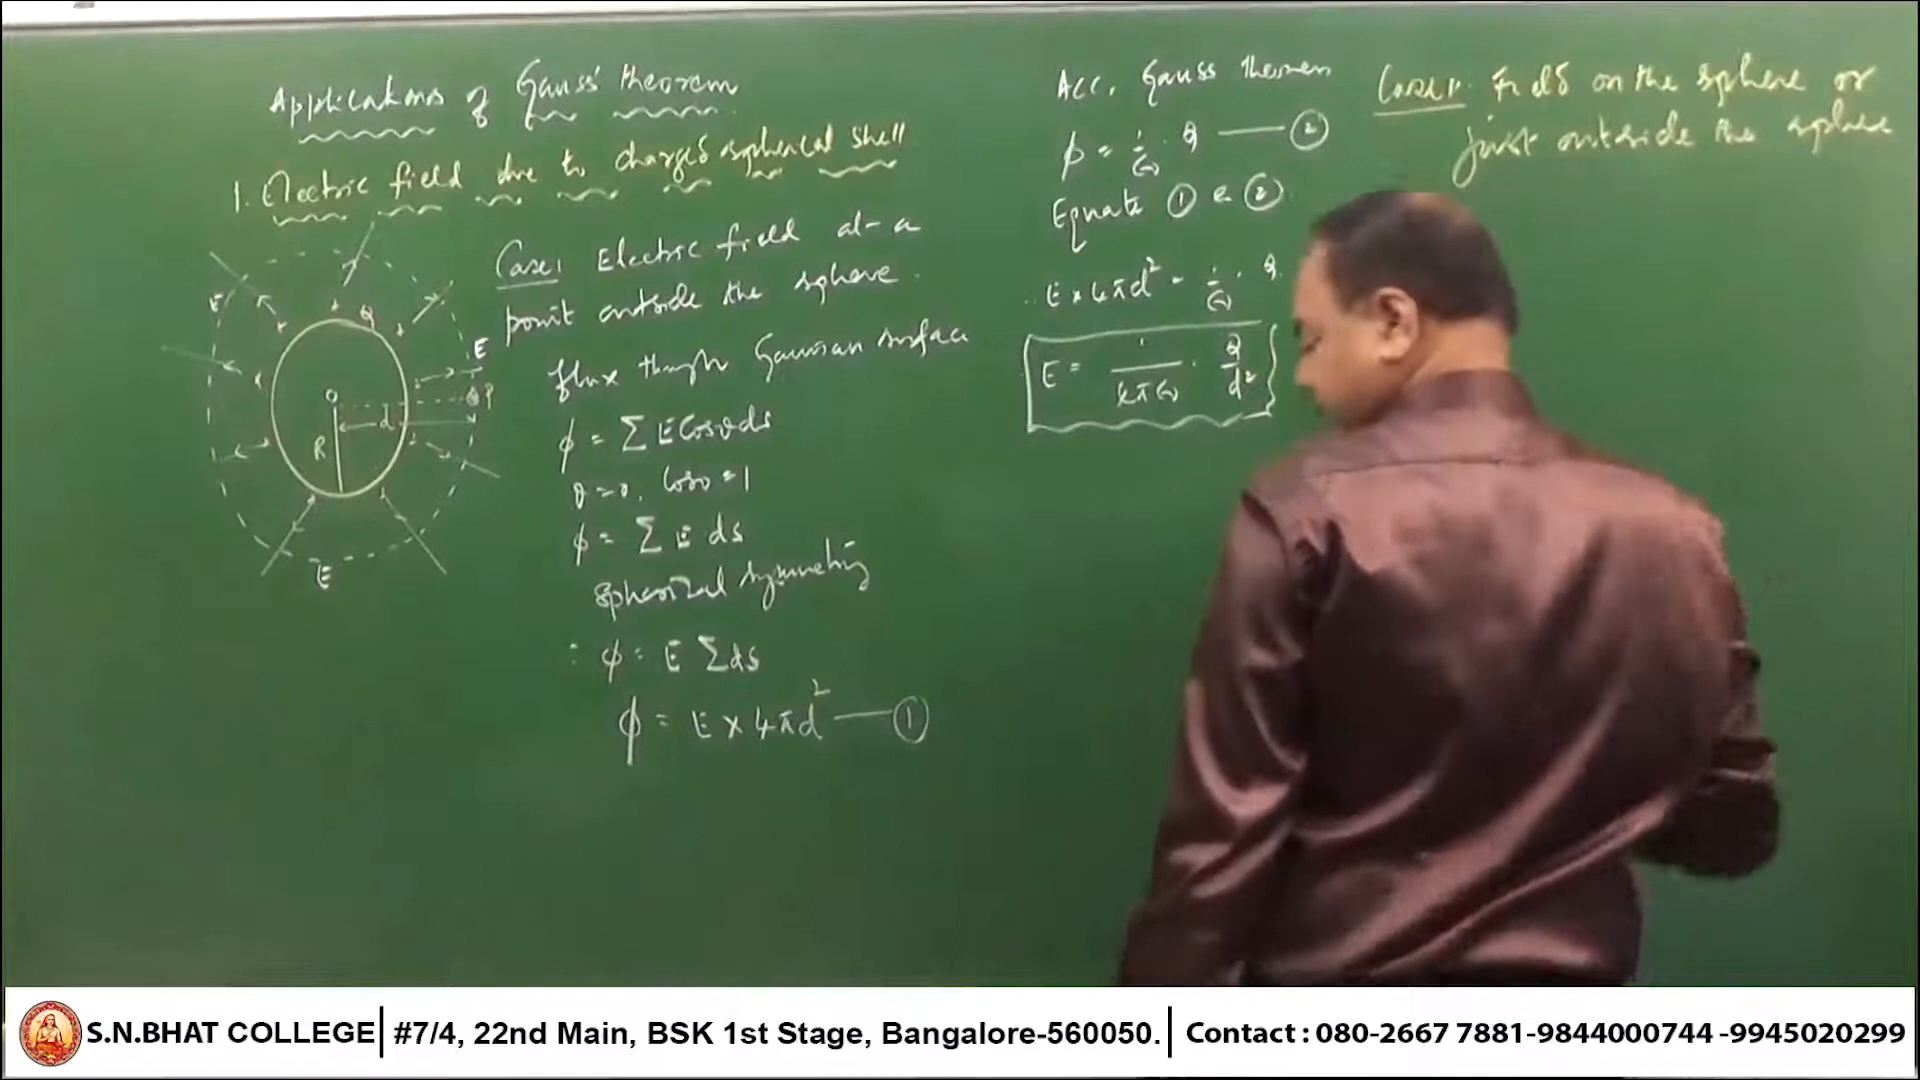 Applications of Gauss' theorem
1. Electric field due to charged spherical shell
Case1 Electric field at a
point outside the sphere.
flux through Gaussian surface
ϕ = ∑ E Cosθ ds
θ = 0, Cos0 = 1
ϕ = ∑ E ds
Spherical symmetry
∴ ϕ = E ∑ds
ϕ = E × 4πd² — ①
E
Q
E
O
P
d
R
E
Acc. Gauss theorem
ϕ = 1/ε₀ . Q — ②
Equate ① & ②
∴ E × 4πd² = 1/ε₀ . Q
E = 1/4πε₀ . Q/d²
Field on the sphere or
just outside the sphere
S.N.BHAT COLLEGE | #7/4, 22nd Main, BSK 1st Stage, Bangalore-560050. | Contact : 080-2667 7881-9844000744 -9945020299